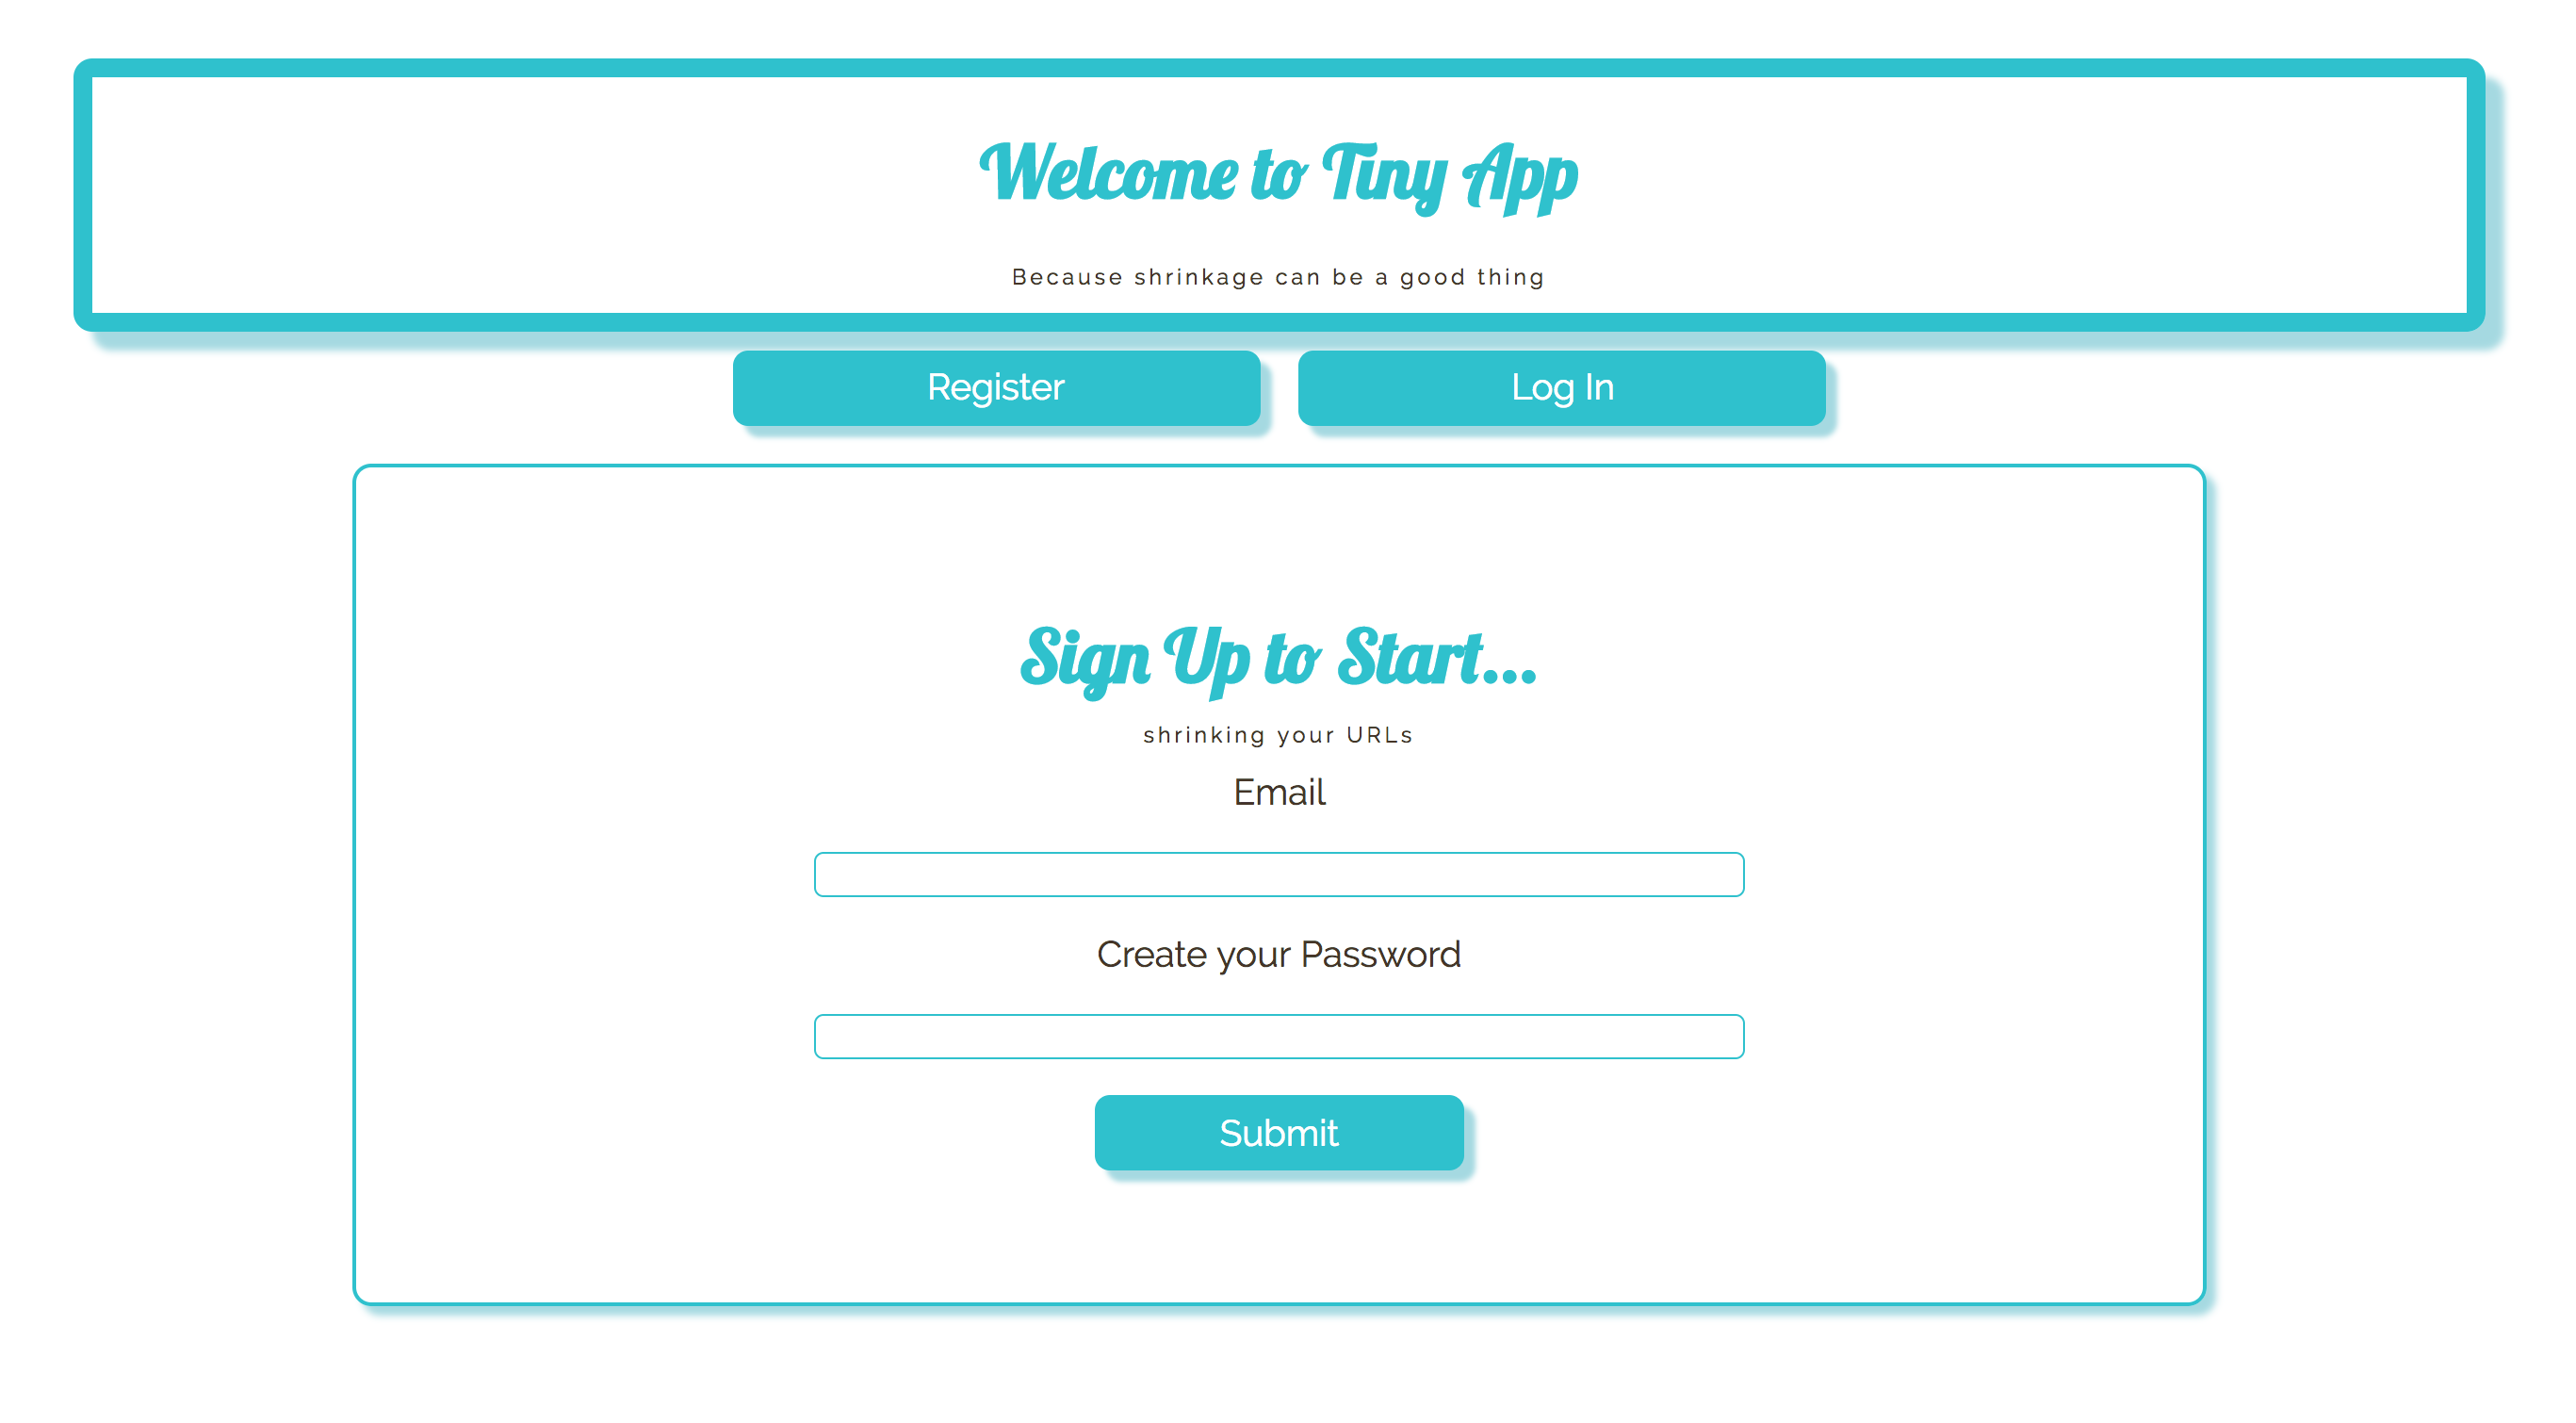 Welcome to Tiny App
Because shrinkage can be a good thing
Register
Log In
Sign Up to Start...
shrinking your URLs
Email
Create your Password
Submit